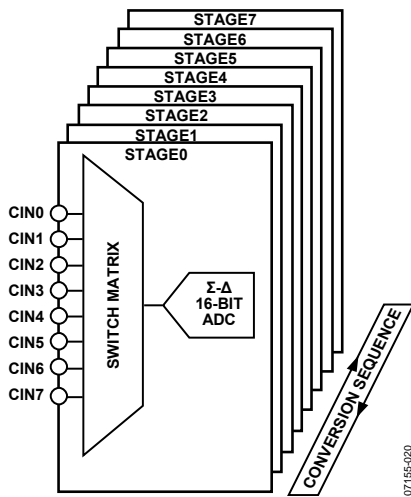 STAGE7
STAGE6
STAGE5
STAGE4
STAGE3
STAGE2
STAGE1
STAGE0
CIN0
CIN1
CIN2
CIN3
CIN4
CIN5
CIN6
CIN7
SWITCH MATRIX
Σ-Δ
16-BIT
ADC
CONVERSION SEQUENCE
07155-020